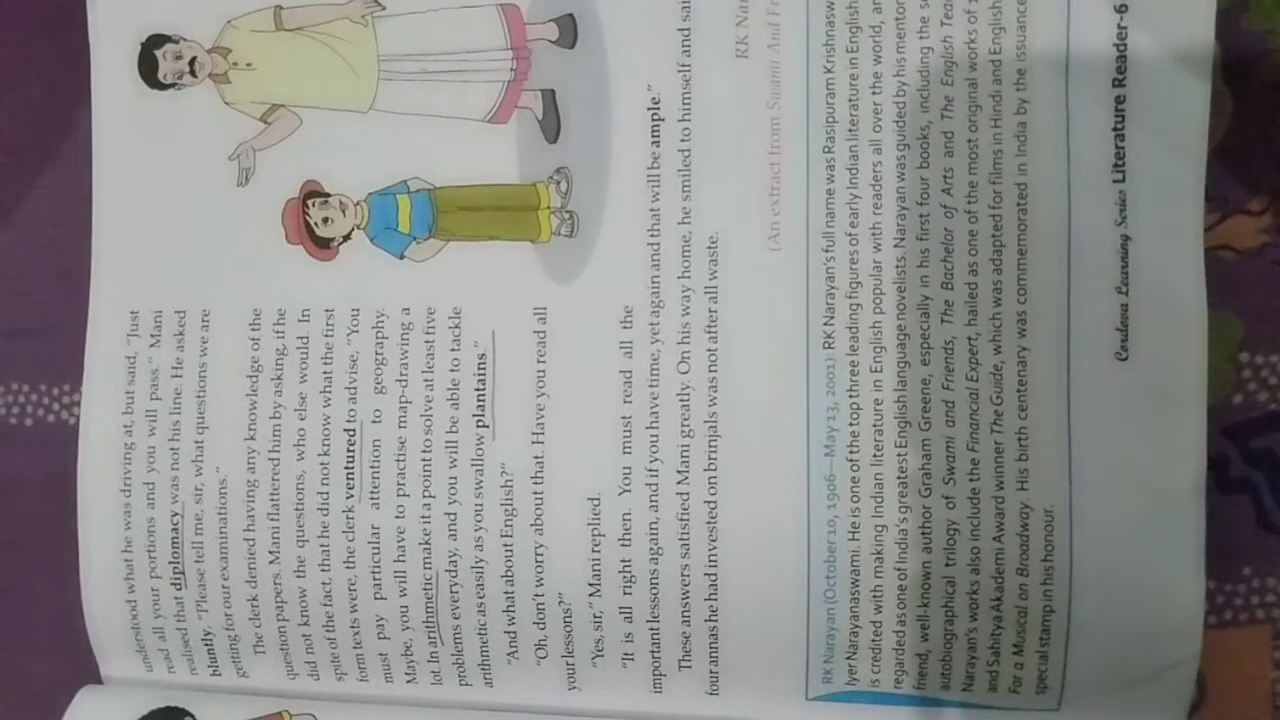 understood what he was driving at, but said, "Just
read all your portions and you will pass." Mani
realised that diplomacy was not his line. He asked
bluntly, "Please tell me, sir, what questions we are
getting for our examinations."
The clerk denied having any knowledge of the
question papers. Mani flattered him by asking, if he
did not know the questions, who else would. In
spite of the fact, that he did not know what the first
form texts were, the clerk ventured to advise, "You
must pay particular attention to geography.
Maybe, you will have to practise map-drawing a
lot. In arithmetic make it a point to solve at least five
problems everyday, and you will be able to tackle
arithmetic as easily as you swallow plantains."
"And what about English?"
"Oh, don't worry about that. Have you read all
your lessons?"
"Yes, sir," Mani replied.
"It is all right then. You must read all the
important lessons again, and if you have time, yet again and that will be ample."
These answers satisfied Mani greatly. On his way home, he smiled to himself and
four annas he had invested on brinjals was not after all waste.
RK
(An extract from Swami And
RK Narayan (October 10, 1906—May 13, 2001): RK Narayan's full name was Rasipuram
Iyer Narayanaswami. He is one of the top three leading figures of early Indian literature in English
is credited with making Indian literature in English popular with readers all over the world,
regarded as one of India's greatest English language novelists. Narayan was guided by his mentor
friend, well-known author Graham Greene, especially in his first four books, including the
autobiographical trilogy of Swami and Friends, The Bachelor of Arts and The English
Narayan's works also include the Financial Expert, hailed as one of the most original works of
and Sahitya Akademi Award winner The Guide, which was adapted for films in Hindi and English
For a Musical on Broadway. His birth centenary was commemorated in India by the issuance
special stamp in his honour.
Cordova Learning Series Literature Reader-6